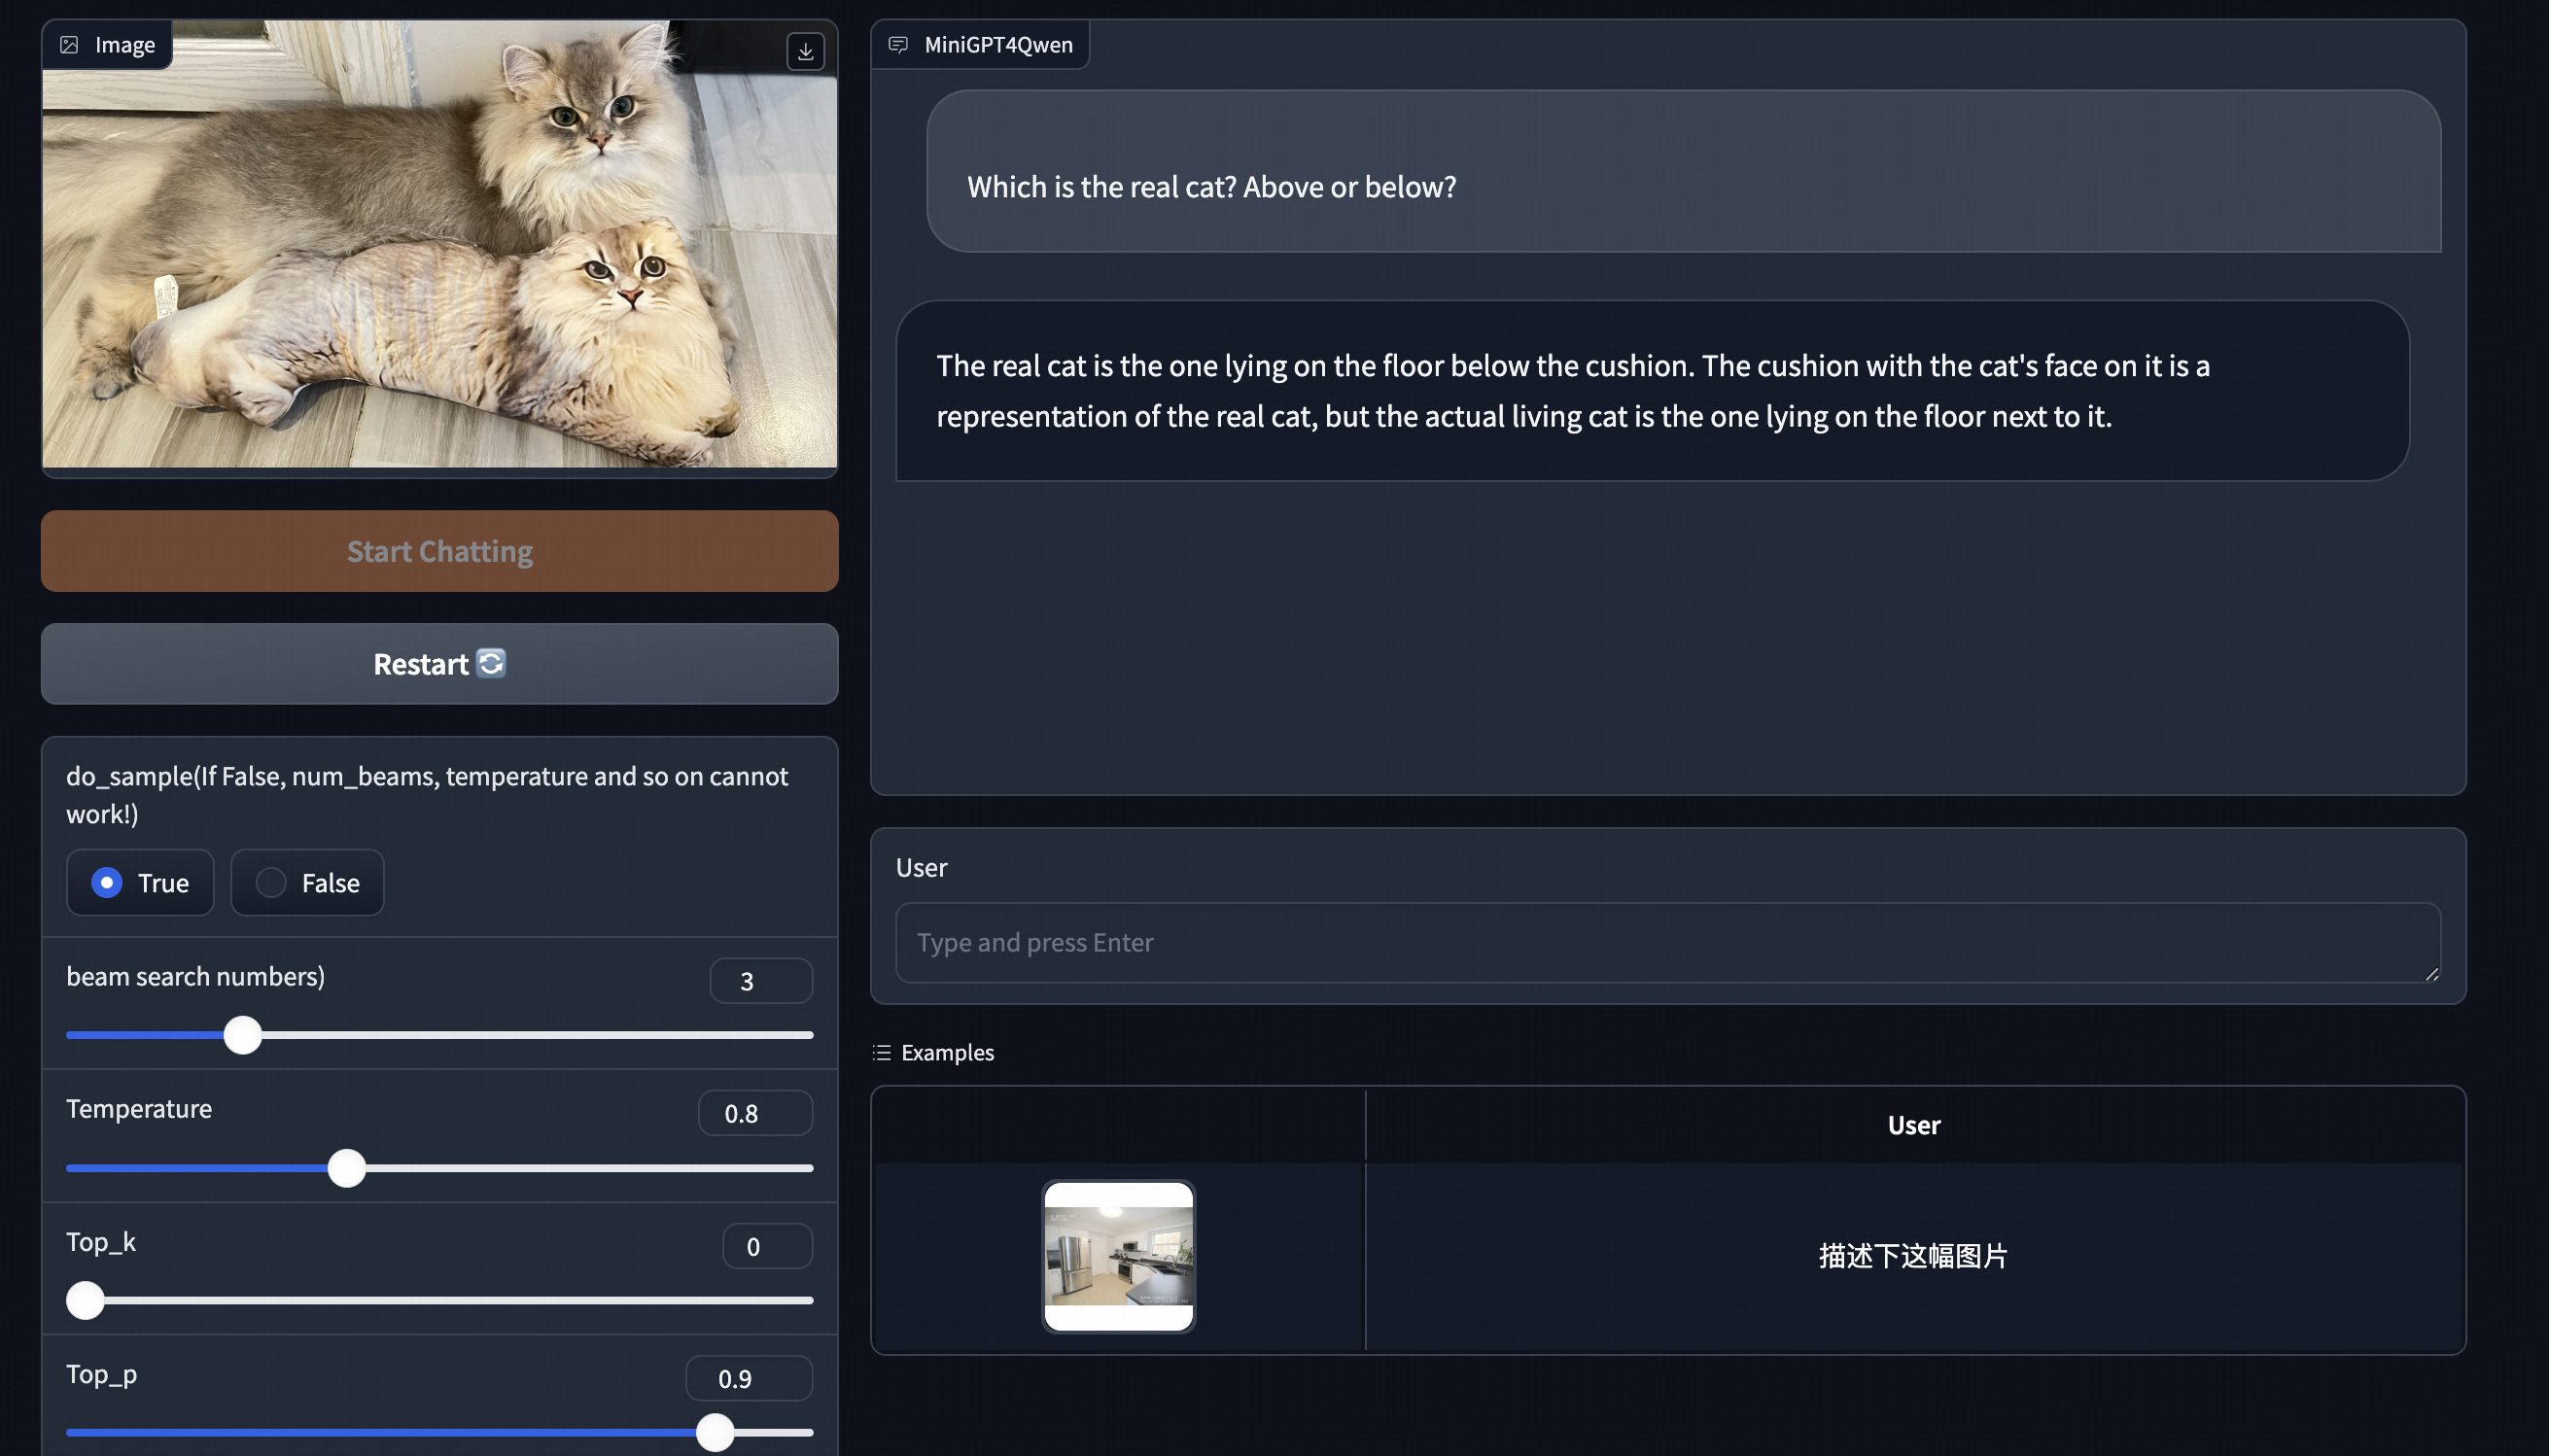 Image
Start Chatting
Restart 🔄
do_sample(If False, num_beams, temperature and so on cannot
work!)
True
False
beam search numbers)
3
Temperature
0.8
Top_k
0
Top_p
0.9
MiniGPT4Qwen
Which is the real cat? Above or below?
The real cat is the one lying on the floor below the cushion. The cushion with the cat's face on it is a
representation of the real cat, but the actual living cat is the one lying on the floor next to it.
User
Type and press Enter
Examples
User
描述下这幅图片